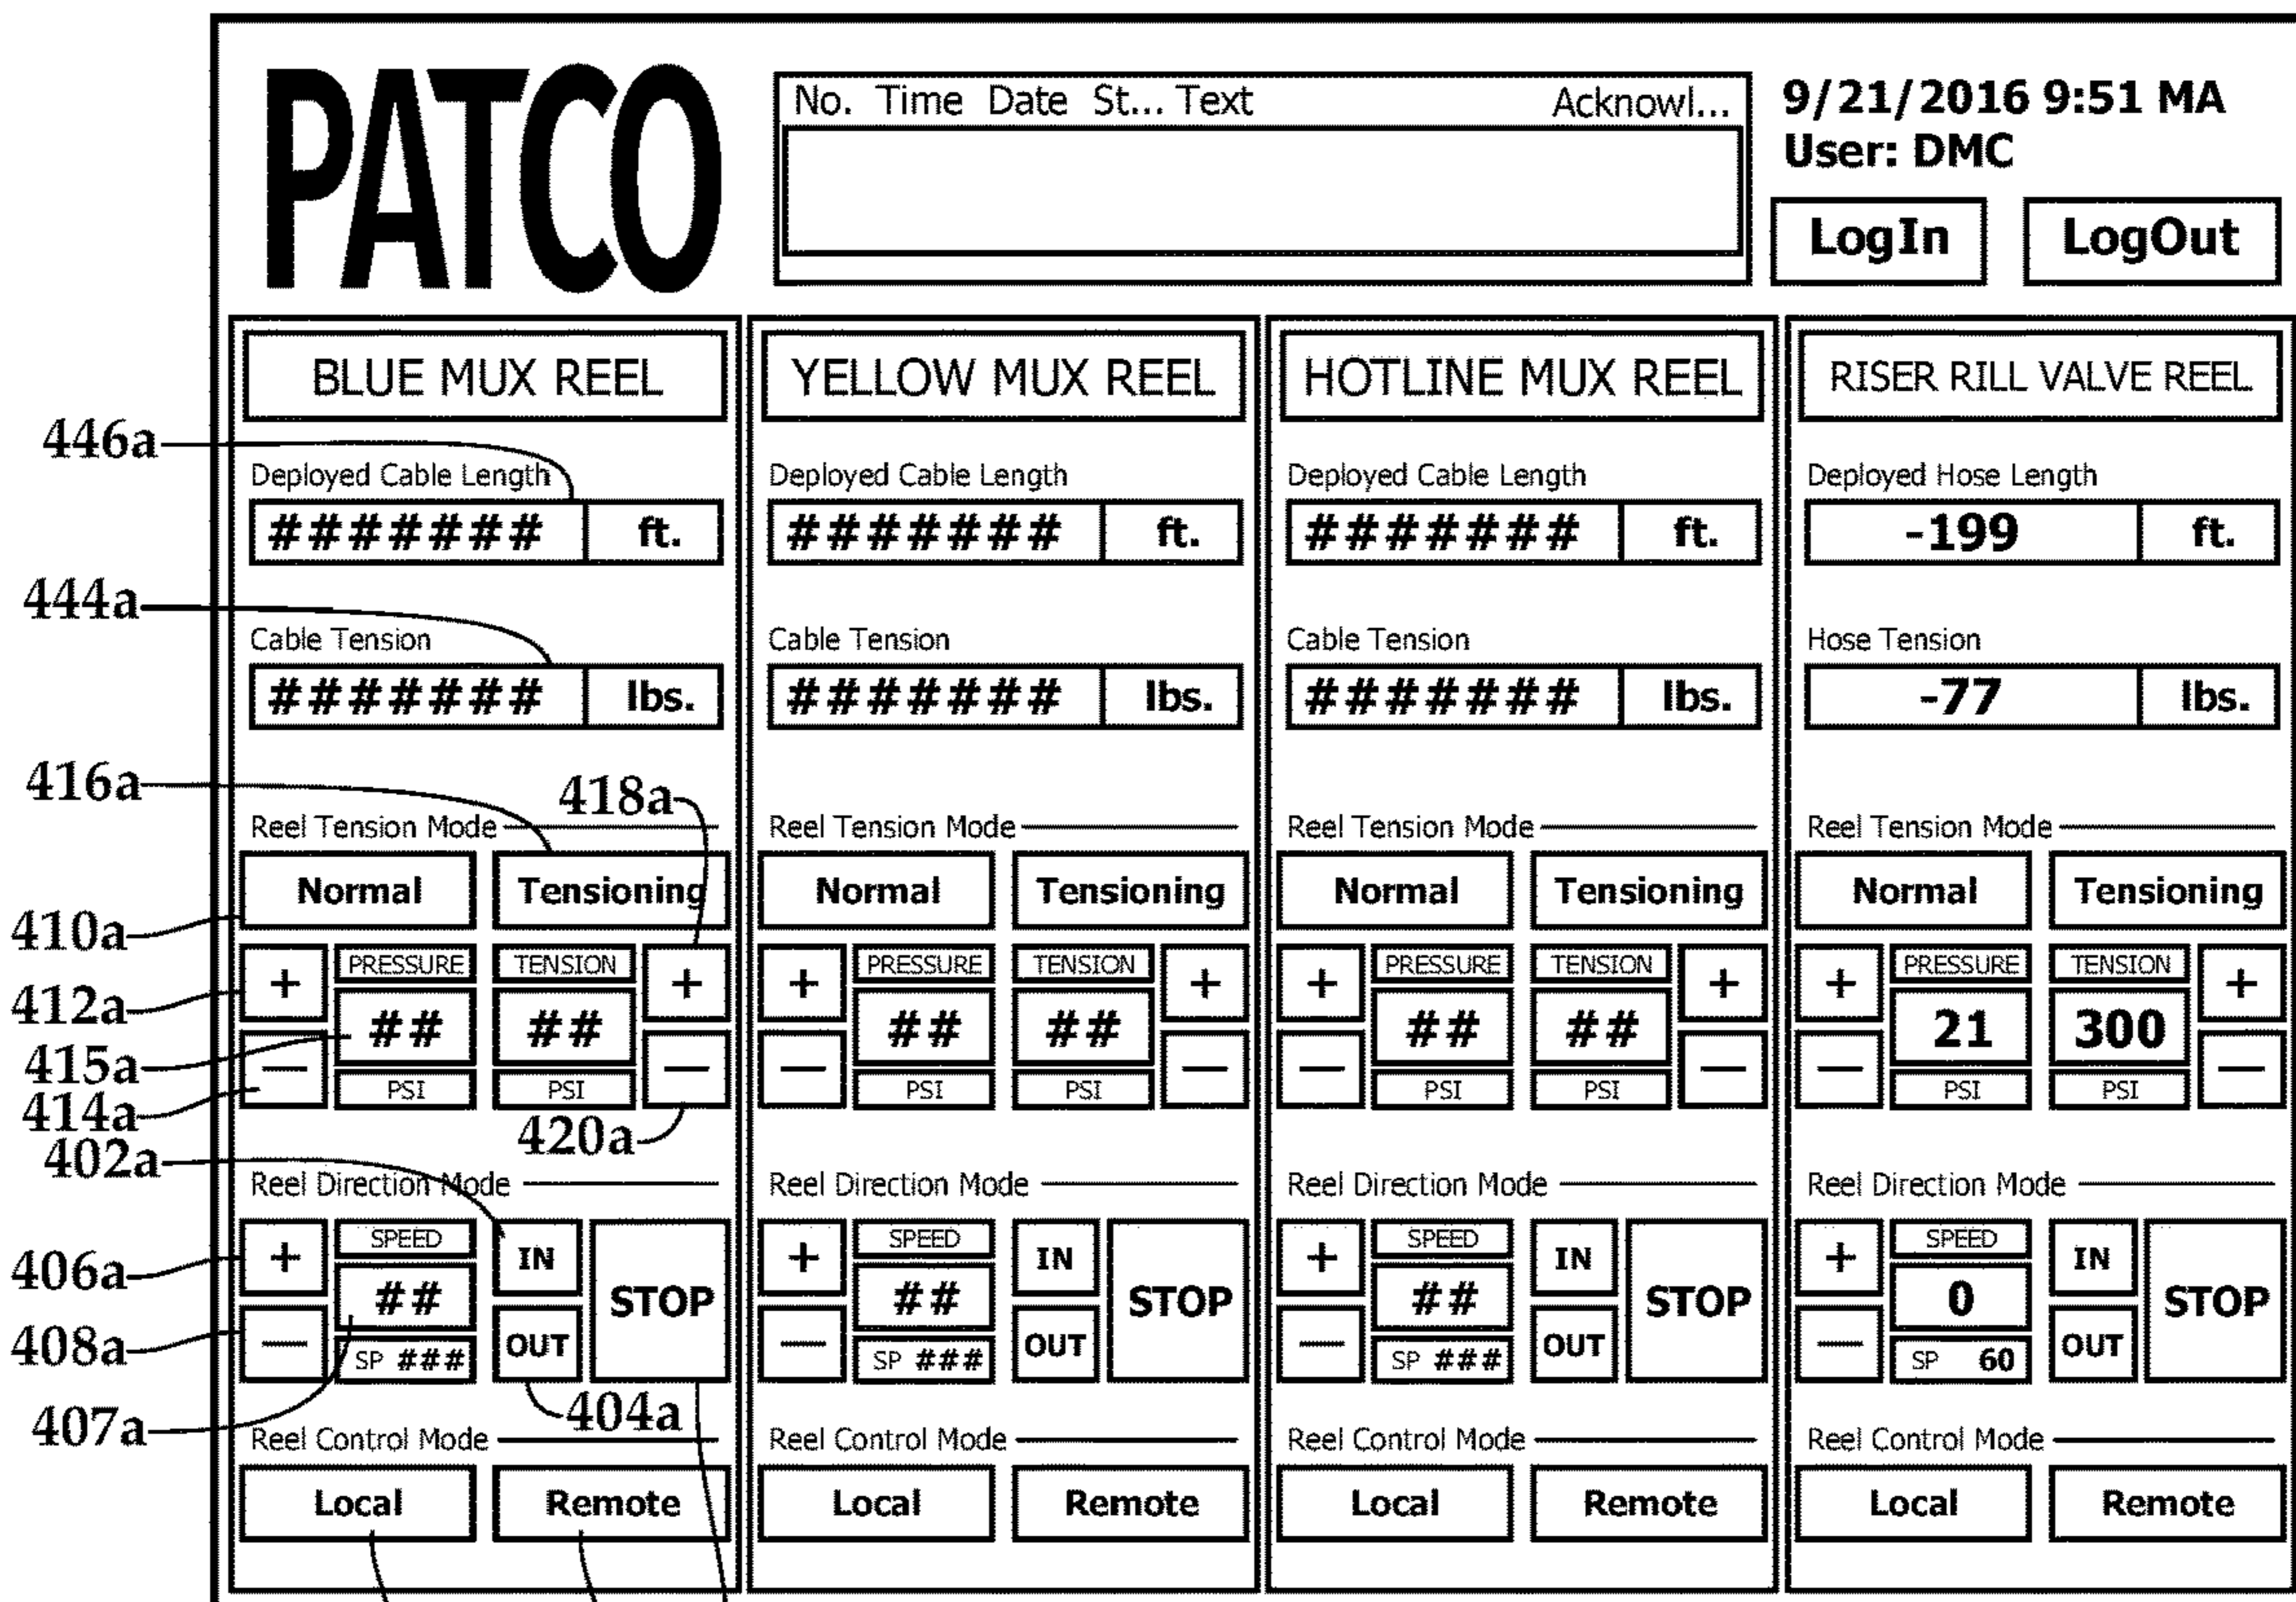 PATCO
No. Time Date St... Text Acknowl...
9/21/2016 9:51 MA
User: DMC
LogIn LogOut
BLUE MUX REEL YELLOW MUX REEL HOTLINE MUX REEL RISER RILL VALVE REEL
446a
Deployed Cable Length Deployed Cable Length Deployed Cable Length Deployed Hose Length
####### ft. ####### ft. ####### ft. -199 ft.
444a
Cable Tension Cable Tension Cable Tension Hose Tension
####### lbs. ####### lbs. ####### lbs. -77 lbs.
416a 418a
Reel Tension Mode Reel Tension Mode Reel Tension Mode Reel Tension Mode
Normal Tensioning Normal Tensioning Normal Tensioning Normal Tensioning
410a
+ PRESSURE TENSION + + PRESSURE TENSION + + PRESSURE TENSION + + PRESSURE TENSION +
412a
## ## ## ## ## ## 21 300
415a
— — — — — — — —
PSI PSI PSI PSI PSI PSI PSI PSI
414a
420a
402a
Reel Direction Mode Reel Direction Mode Reel Direction Mode Reel Direction Mode
+ SPEED IN + SPEED IN + SPEED IN + SPEED IN
406a
## STOP ## STOP ## STOP 0 STOP
408a
— SP ### OUT — SP ### OUT — SP ### OUT — SP 60 OUT
407a 404a
Reel Control Mode Reel Control Mode Reel Control Mode Reel Control Mode
Local Remote Local Remote Local Remote Local Remote